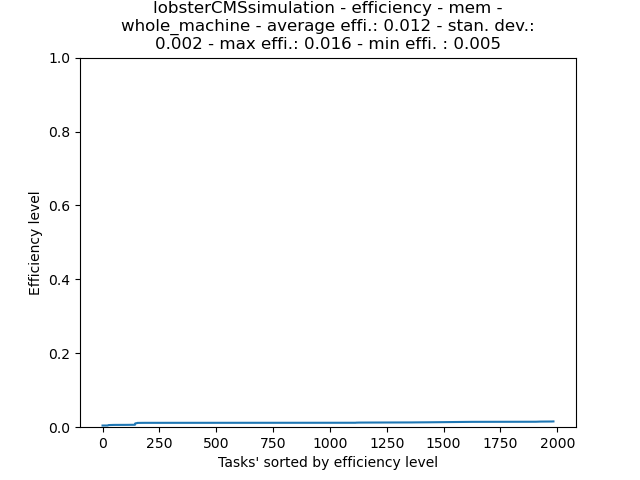 lobsterCMSsimulation - efficiency - mem -
whole_machine - average effi.: 0.012 - stan. dev.:
0.002 - max effi.: 0.016 - min effi. : 0.005
1.0
0.8
0.6
0.4
0.2
0.0
Efficiency level
0 250 500 750 1000 1250 1500 1750 2000
Tasks' sorted by efficiency level